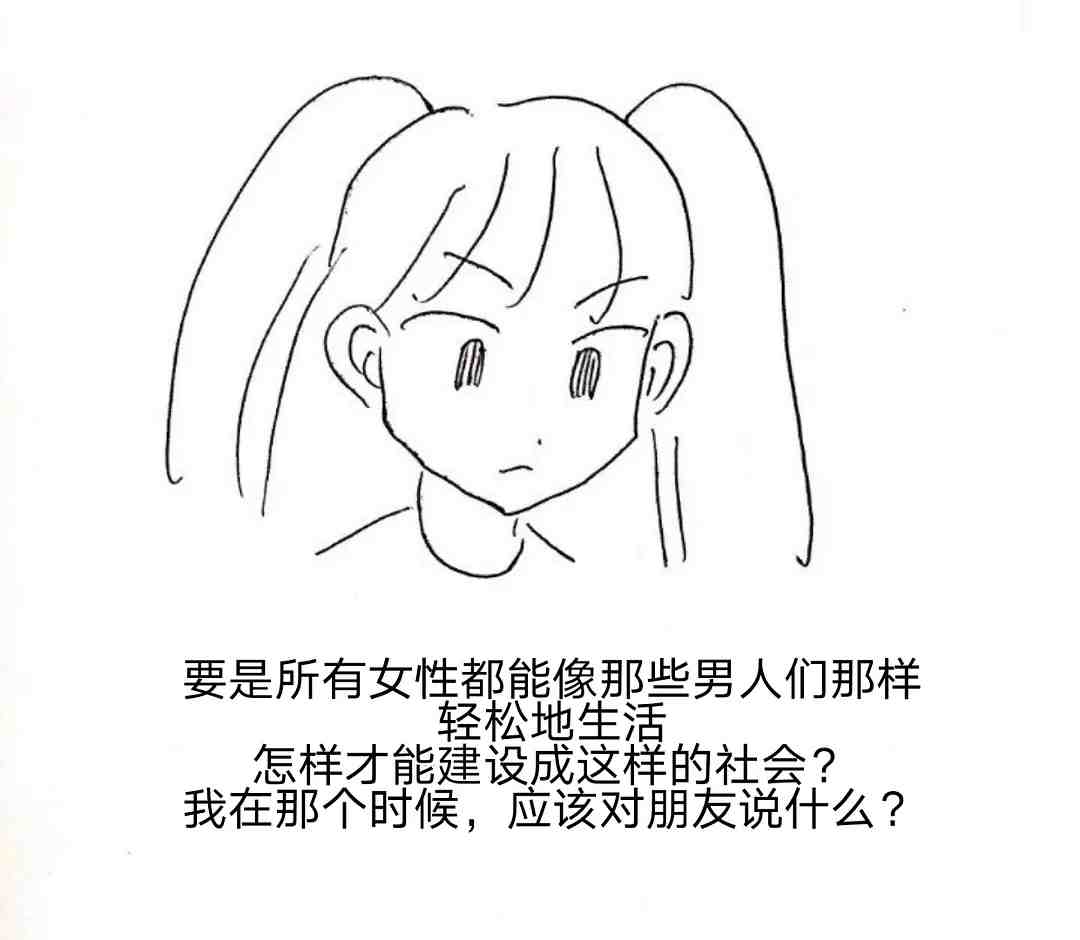 要是所有女性都能像那些男人们那样
轻松地生活
怎样才能建设成这样的社会？
我在那个时候，应该对朋友说什么？